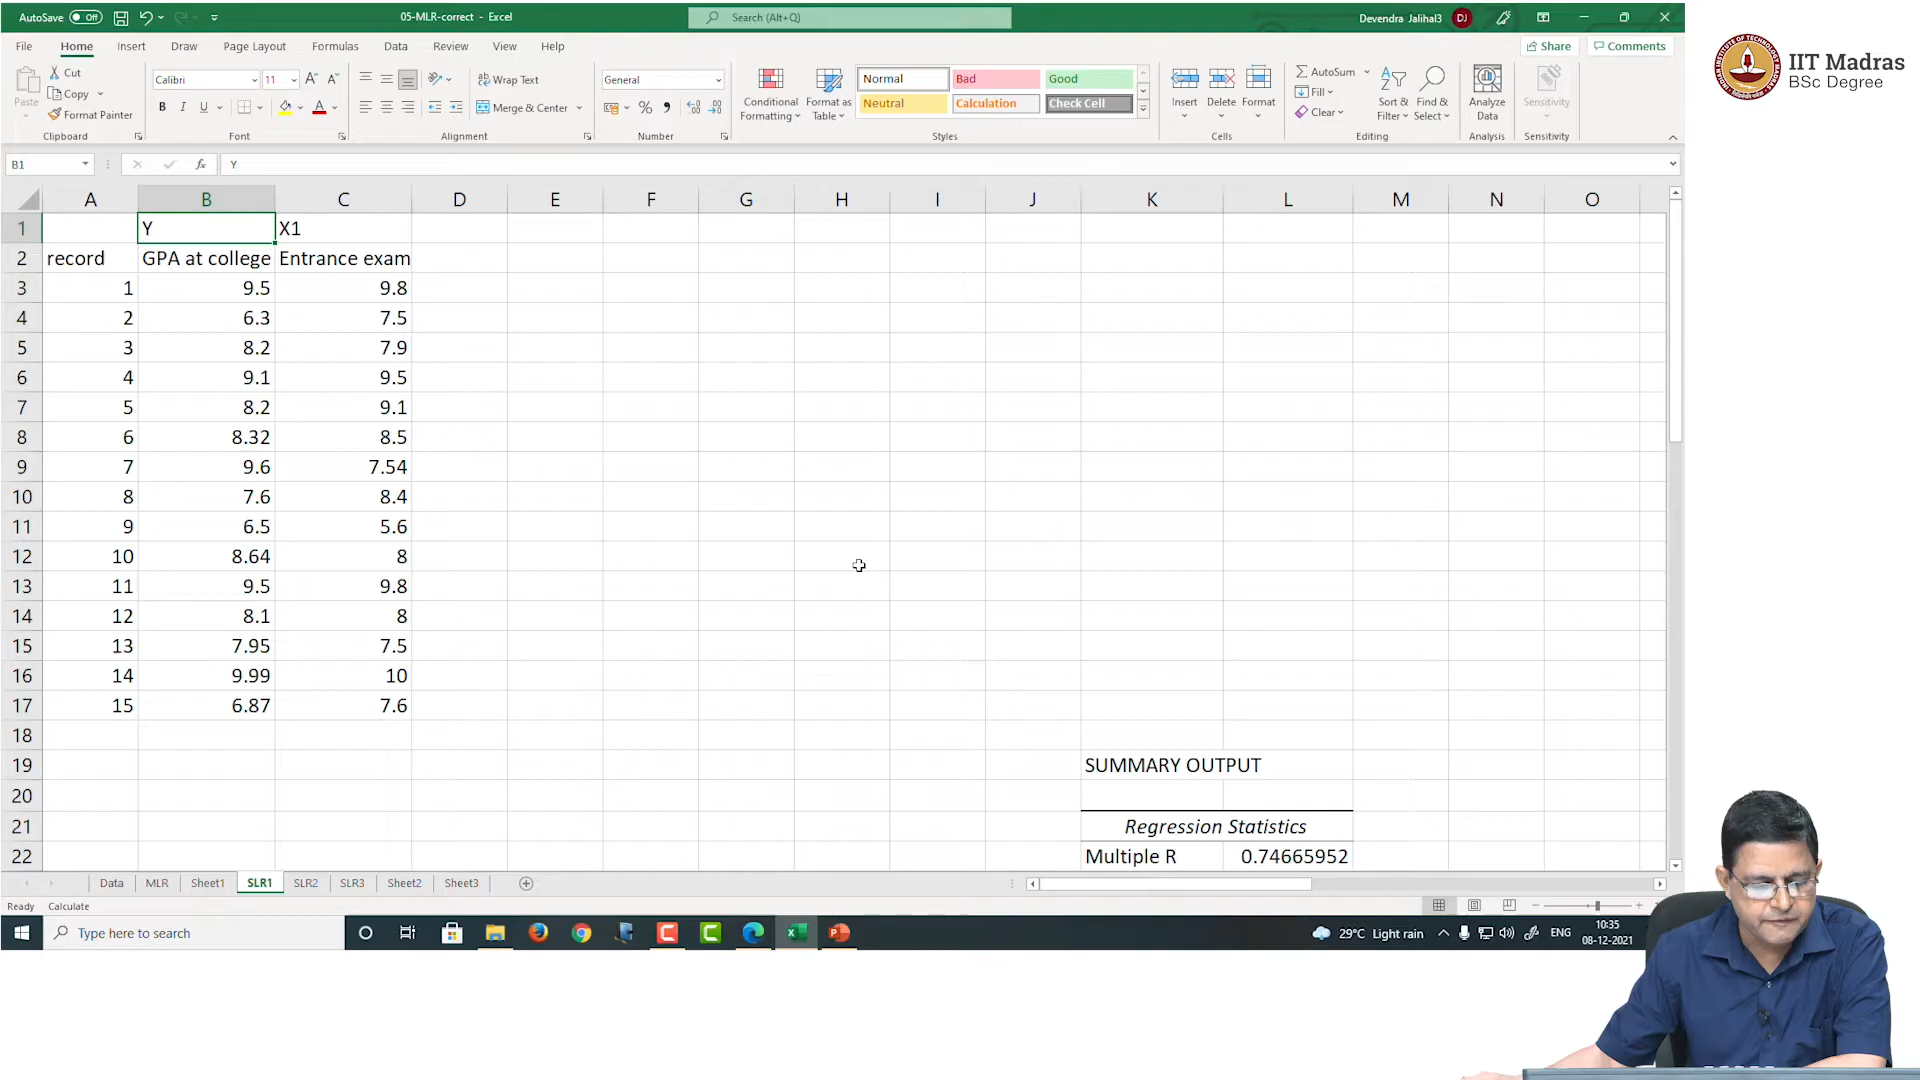 AutoSave Off
05-MLR-correct - Excel
Search (Alt+Q)
Devendra Jalihal3 DJ
File Home Insert Draw Page Layout Formulas Data Review View Help
Share Comments
Paste
Cut
Copy
Format Painter
Clipboard
Calibri 11
B I U
Font
Wrap Text
Merge & Center
Alignment
General
Number
Conditional Formatting
Format as Table
Normal Bad Good
Neutral Calculation Check Cell
Styles
Insert Delete Format
Cells
AutoSum
Fill
Clear
Sort & Filter
Find & Select
Editing
Analyze Data
Analysis
Sensitivity
Sensitivity
IIT Madras
BSc Degree
B1 fx Y
A B C D E F G H I J K L M N O
1 Y X1
2 record GPA at college Entrance exam
3 1 9.5 9.8
4 2 6.3 7.5
5 3 8.2 7.9
6 4 9.1 9.5
7 5 8.2 9.1
8 6 8.32 8.5
9 7 9.6 7.54
10 8 7.6 8.4
11 9 6.5 5.6
12 10 8.64 8
13 11 9.5 9.8
14 12 8.1 8
15 13 7.95 7.5
16 14 9.99 10
17 15 6.87 7.6
18
19 SUMMARY OUTPUT
20
21 Regression Statistics
22 Multiple R 0.74665952
Data MLR Sheet1 SLR1 SLR2 SLR3 Sheet2 Sheet3
Ready Calculate
Type here to search
29°C Light rain
ENG
10:35
08-12-2021